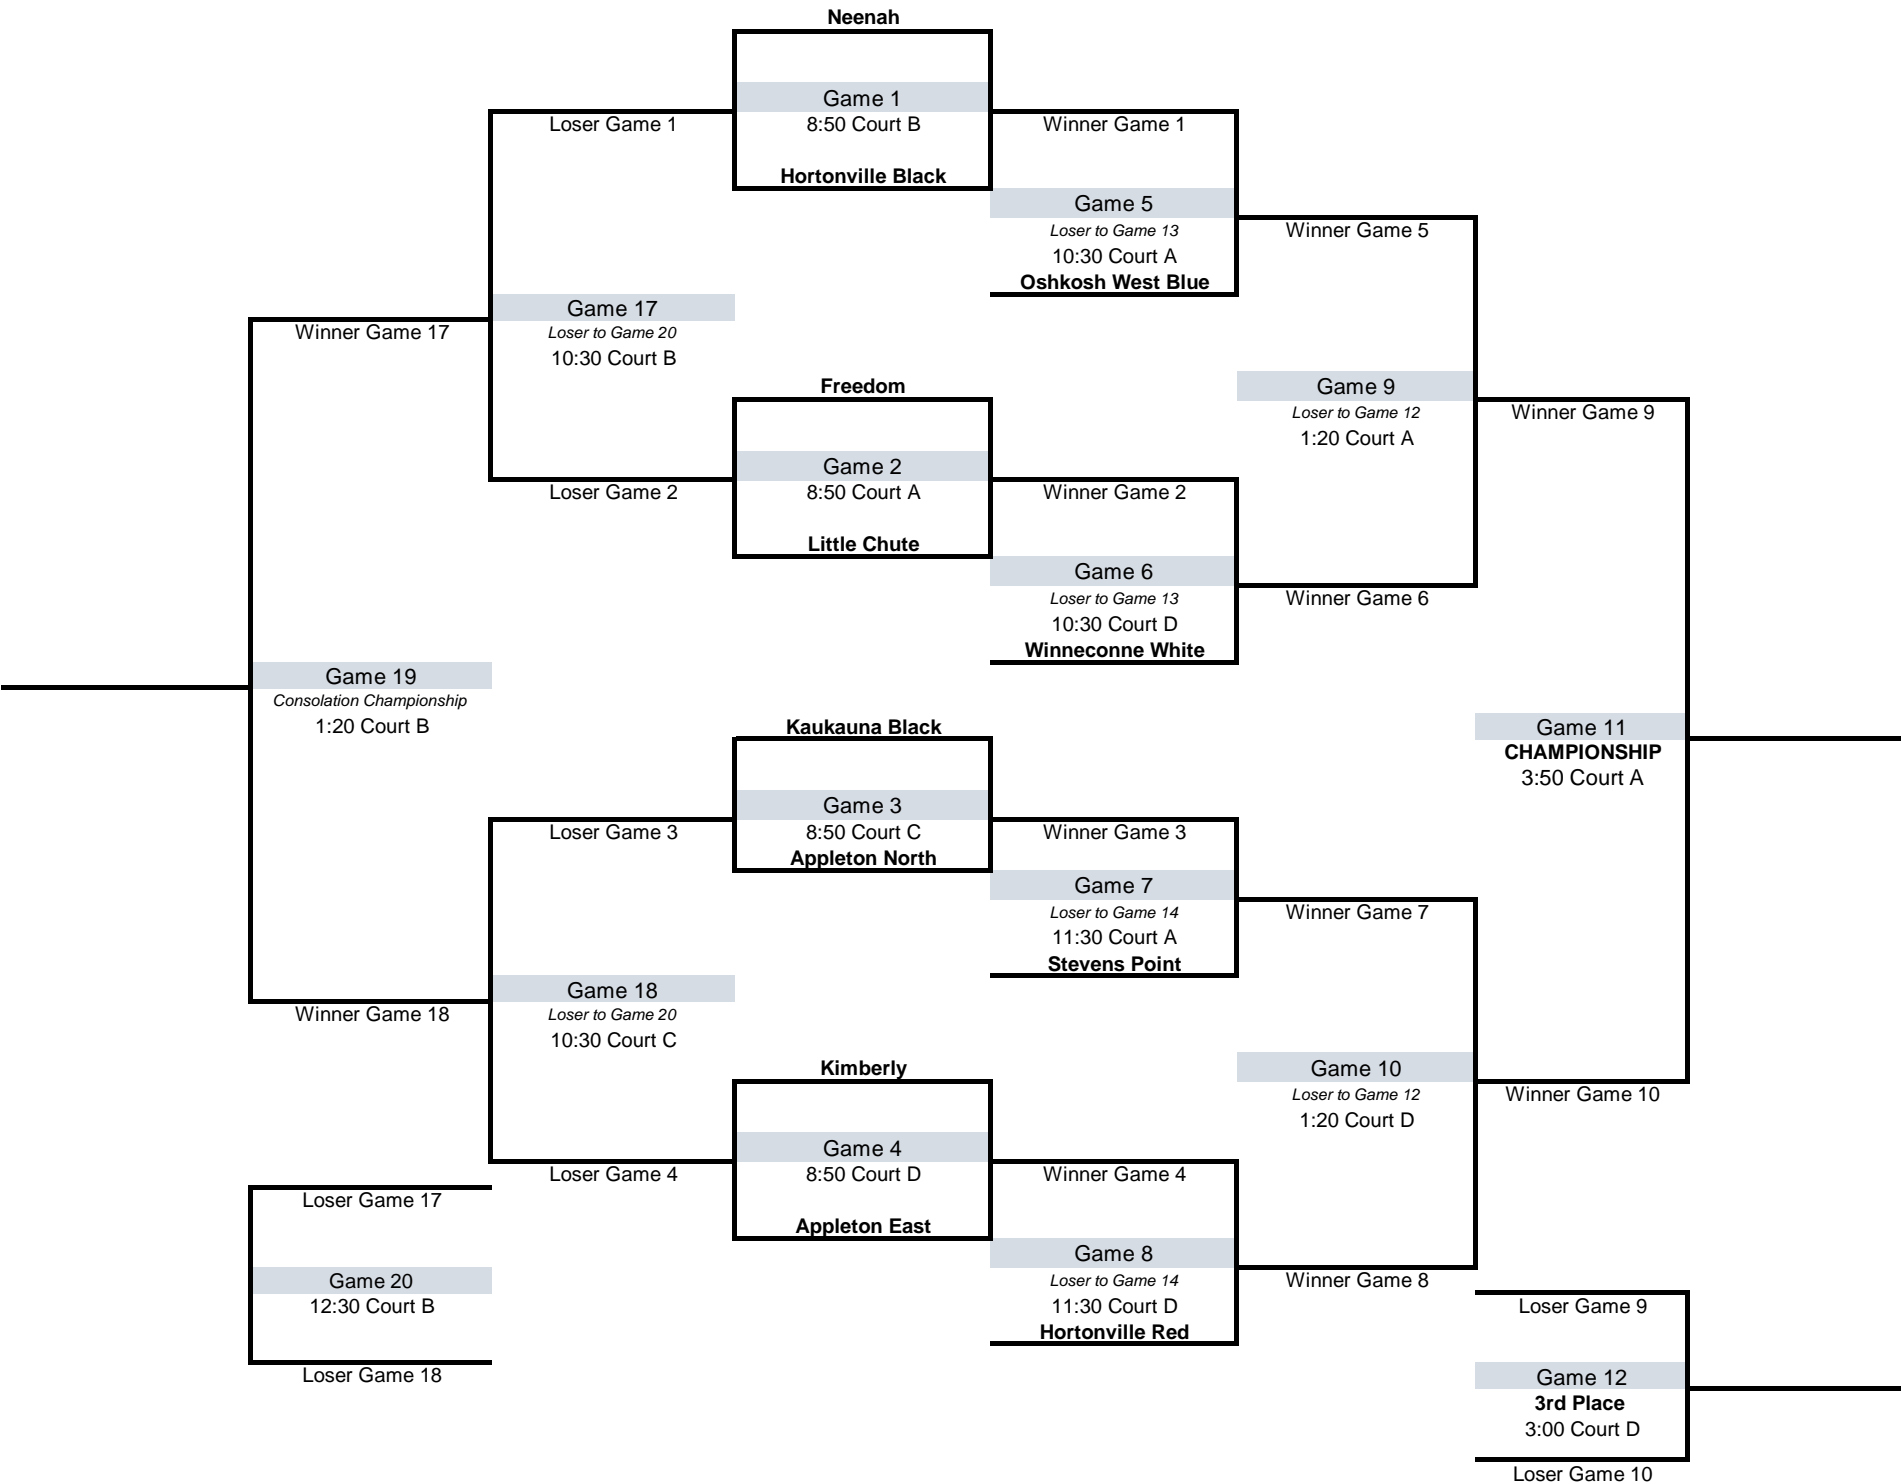 Neenah
Game 1
Loser Game 1
8:50 Court B
Winner Game 1
Hortonville Black
Game 5
Loser to Game 13
Winner Game 5
10:30 Court A
Oshkosh West Blue
Game 17
Winner Game 17
Loser to Game 20
10:30 Court B
Freedom
Game 9
Loser to Game 12
Winner Game 9
1:20 Court A
Game 2
Loser Game 2
8:50 Court A
Winner Game 2
Little Chute
Game 6
Loser to Game 13
Winner Game 6
10:30 Court D
Winneconne White
Game 19
Consolation Championship
1:20 Court B
Kaukauna Black
Game 11
CHAMPIONSHIP
3:50 Court A
Game 3
Loser Game 3
8:50 Court C
Winner Game 3
Appleton North
Game 7
Loser to Game 14
Winner Game 7
11:30 Court A
Stevens Point
Game 18
Winner Game 18
Loser to Game 20
10:30 Court C
Kimberly
Game 10
Loser to Game 12
Winner Game 10
1:20 Court D
Game 4
Loser Game 4
8:50 Court D
Winner Game 4
Loser Game 17
Appleton East
Game 8
Game 20
Loser to Game 14
Winner Game 8
12:30 Court B
11:30 Court D
Loser Game 9
Hortonville Red
Loser Game 18
Game 12
3rd Place
3:00 Court D
Loser Game 10